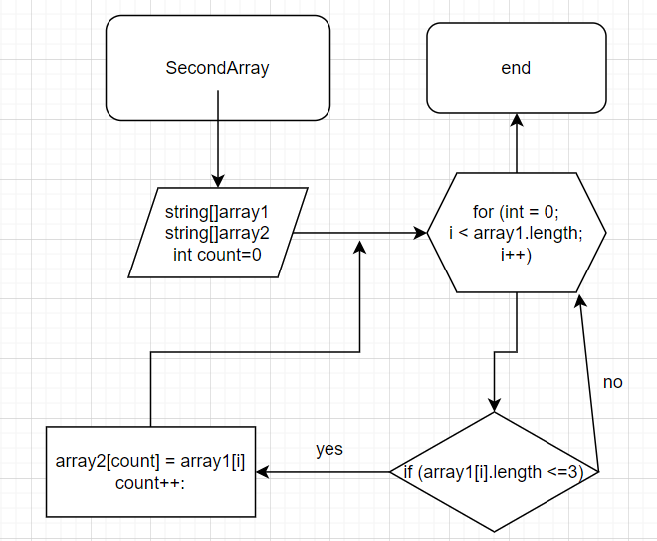 SecondArray
end
string[]array1
string[]array2
int count=0
for (int = 0;
i < array1.length;
i++)
no
yes
if (array1[i].length <=3)
array2[count] = array1[i]
count++: